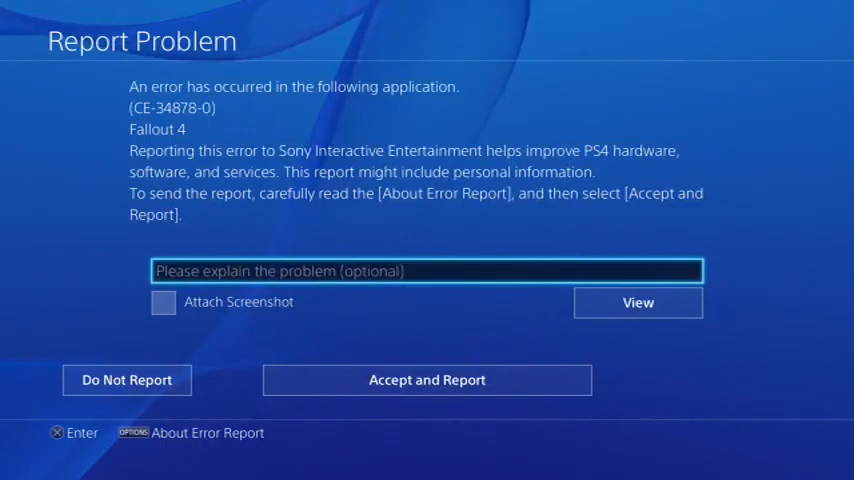 Report Problem
An error has occurred in the following application.
(CE-34878-0)
Fallout 4
Reporting this error to Sony Interactive Entertainment helps improve PS4 hardware,
software, and services. This report might include personal information.
To send the report, carefully read the [About Error Report], and then select [Accept and
Report].
Please explain the problem (optional)
Attach Screenshot
View
Do Not Report
Accept and Report
Enter
OPTIONS About Error Report